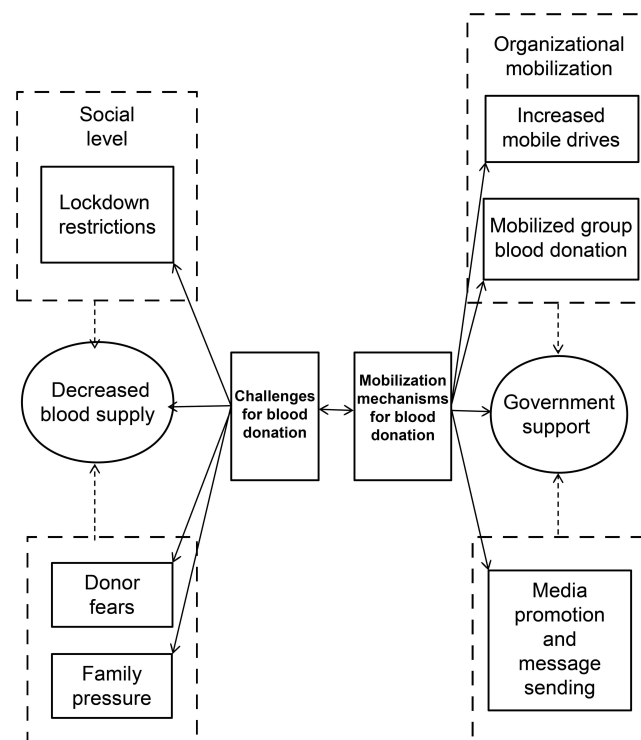 Social
level
Lockdown
restrictions
Decreased
blood supply
Donor
fears
Family
pressure
Challenges
for blood
donation
Mobilization
mechanisms
for blood
donation
Organizational
mobilization
Increased
mobile drives
Mobilized group
blood donation
Government
support
Media
promotion
and
message
sending